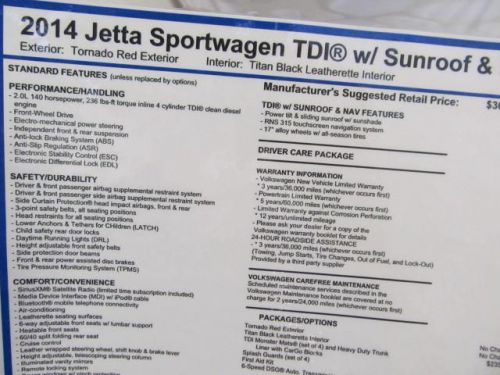 2014 Jetta Sportwagen TDI® w/ Sunroof &
Exterior: Tornado Red Exterior Interior: Titan Black Leatherette Interior
STANDARD FEATURES (unless replaced by options)
PERFORMANCE/HANDLING
- 2.0L 140 horsepower, 236 lbs-ft torque inline 4 cylinder TDI® clean diesel
engine
- Front-Wheel Drive
- Electro-mechanical power steering
- Independent front & rear suspension
- Anti-lock Braking System (ABS)
- Anti-Slip Regulation (ASR)
- Electronic Stability Control (ESC)
- Electronic Differential Lock (EDL)
SAFETY/DURABILITY
- Driver & front passenger airbag supplemental restraint system
- Driver & front passenger side airbag supplemental restraint system
- Side Curtain Protection® head impact airbags, front & rear
- 3-point safety belts, all seating positions
- Head restraints for all seating positions
- Lower Anchors & Tethers for CHildren (LATCH)
- Child safety rear door locks
- Daytime Running Lights (DRL)
- Height adjustable front safety belts
- Side protection door beams
- Front & rear power assisted disc brakes
- Tire Pressure Monitoring System (TPMS)
COMFORT/CONVENIENCE
- SiriusXM® Satellite Radio (limited time subscription included)
- Media Device Interface (MDI) w/ iPod® cable
- Bluetooth® mobile telephone connectivity
- Air-conditioning
- Leatherette seating surfaces
- 6-way adjustable front seats w/ lumbar support
- Heatable front seats
- 60/40 split folding rear seat
- Cruise control
- Leather wrapped steering wheel, shift knob & brake lever
- Height adjustable, telescoping steering column
- Illuminated vanity mirrors
- Remote locking system
Manufacturer's Suggested Retail Price:
TDI® w/ SUNROOF & NAV FEATURES
- Power tilt & sliding sunroof w/ sunshade
- RNS 315 touchscreen navigation system
- 17" alloy wheels w/ all-season tires
DRIVER CARE PACKAGE
WARRANTY INFORMATION
- Volkswagen New Vehicle Limited Warranty
* 3 years/36,000 miles (whichever occurs first)
- Powertrain Limited Warranty
* 5 years/60,000 miles (whichever occurs first)
- Limited Warranty against Corrosion Perforation
* 12 years/unlimited mileage
- Please ask your dealer for a copy of the
Volkswagen warranty booklet for details
24-HOUR ROADSIDE ASSISTANCE
* 3 years/36,000 miles (whichever occurs first)
(Towing, Jump Starts, Tire Changes, Out of Fuel, and Lock-Out)
Provided by a third party supplier
VOLKSWAGEN CAREFREE MAINTENANCE
Scheduled maintenance services described in the
Volkswagen Maintenance booklet are covered at no
charge for 2 years/24,000 miles (whichever occurs first)
PACKAGES/OPTIONS
Tornado Red Exterior
Titan Black Leatherette Interior
TDI Monster Mats® (set of 4) and Heavy Duty Trunk
Liner with CarGo Blocks
Splash Guards (set of 4)
First Aid Kit
6-Speed DSG® Auto.